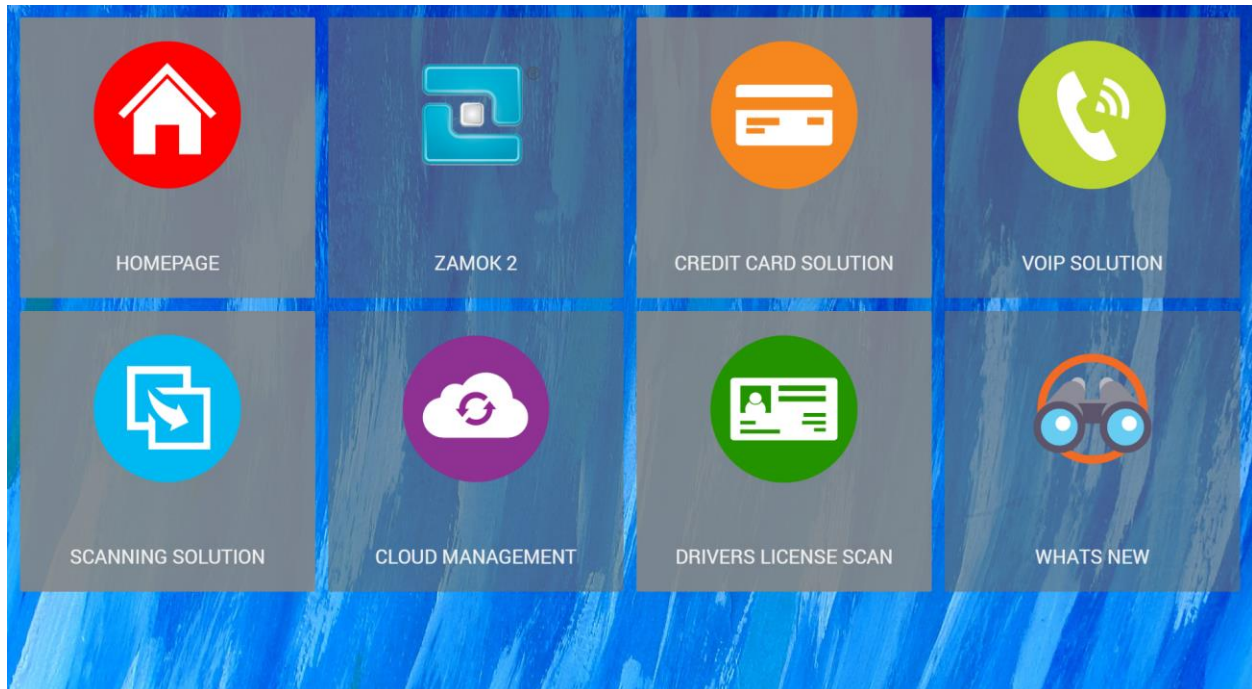 HOMEPAGE
ZAMOK 2
CREDIT CARD SOLUTION
VOIP SOLUTION
SCANNING SOLUTION
CLOUD MANAGEMENT
DRIVERS LICENSE SCAN
WHATS NEW